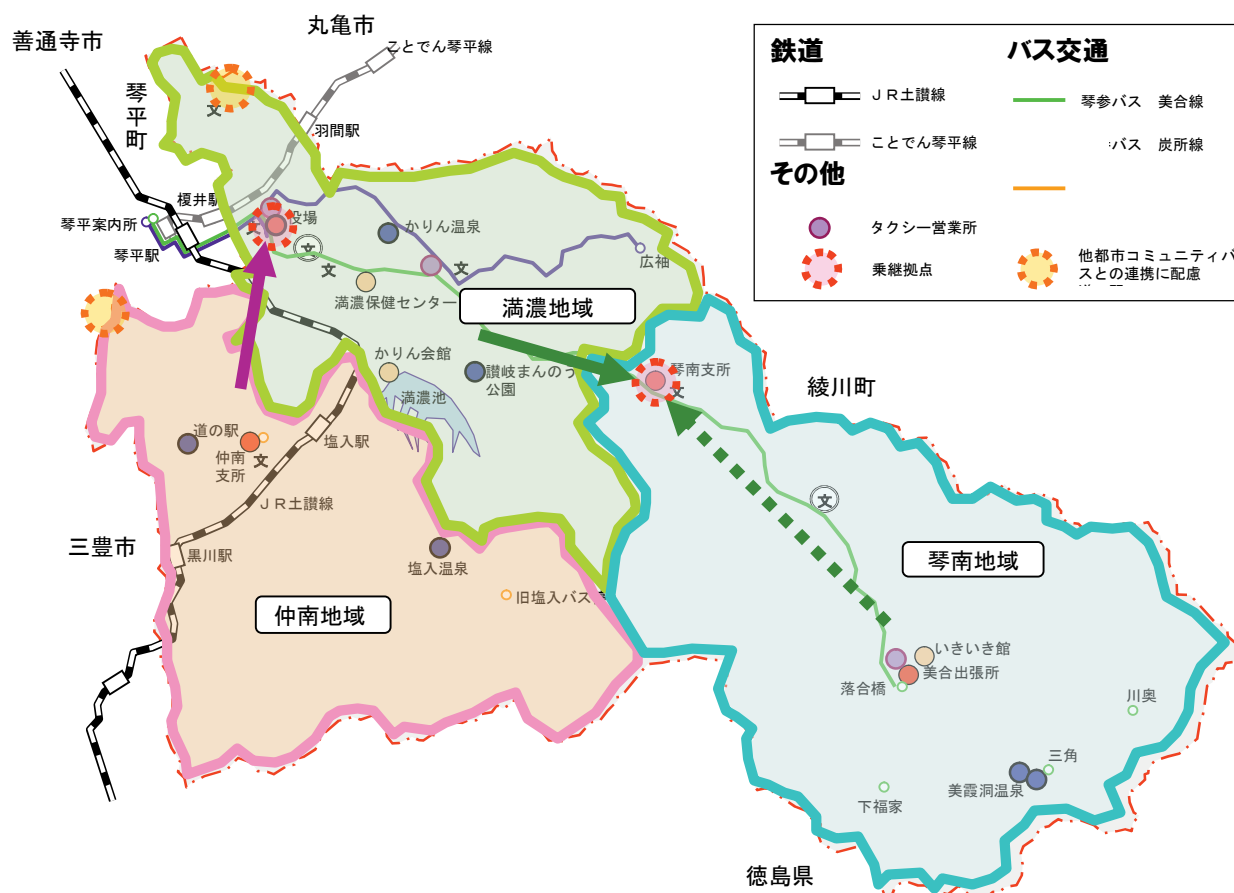 丸亀市
善通寺市
ことでん琴平線
琴平町
文
羽間駅
榎井駅
琴平案内所
琴平駅
役場
文
文
文
かりん温泉
文
広袖
満濃保健センター
満濃地域
かりん会館
讃岐まんのう
公園
満濃池
琴南支所
文
綾川町
道の駅
仲南
支所
文
塩入駅
JR土讃線
三豊市
黒川駅
塩入温泉
旧塩入バス
仲南地域
文
琴南地域
いきいき館
美合出張所
落合橋
川奥
三角
美霞洞温泉
下福家
徳島県
鉄道
JR土讃線
ことでん琴平線
その他
タクシー営業所
乗継拠点
バス交通
琴参バス 美合線
バス 炭所線
他都市コミュニティバ
スとの連携に配慮